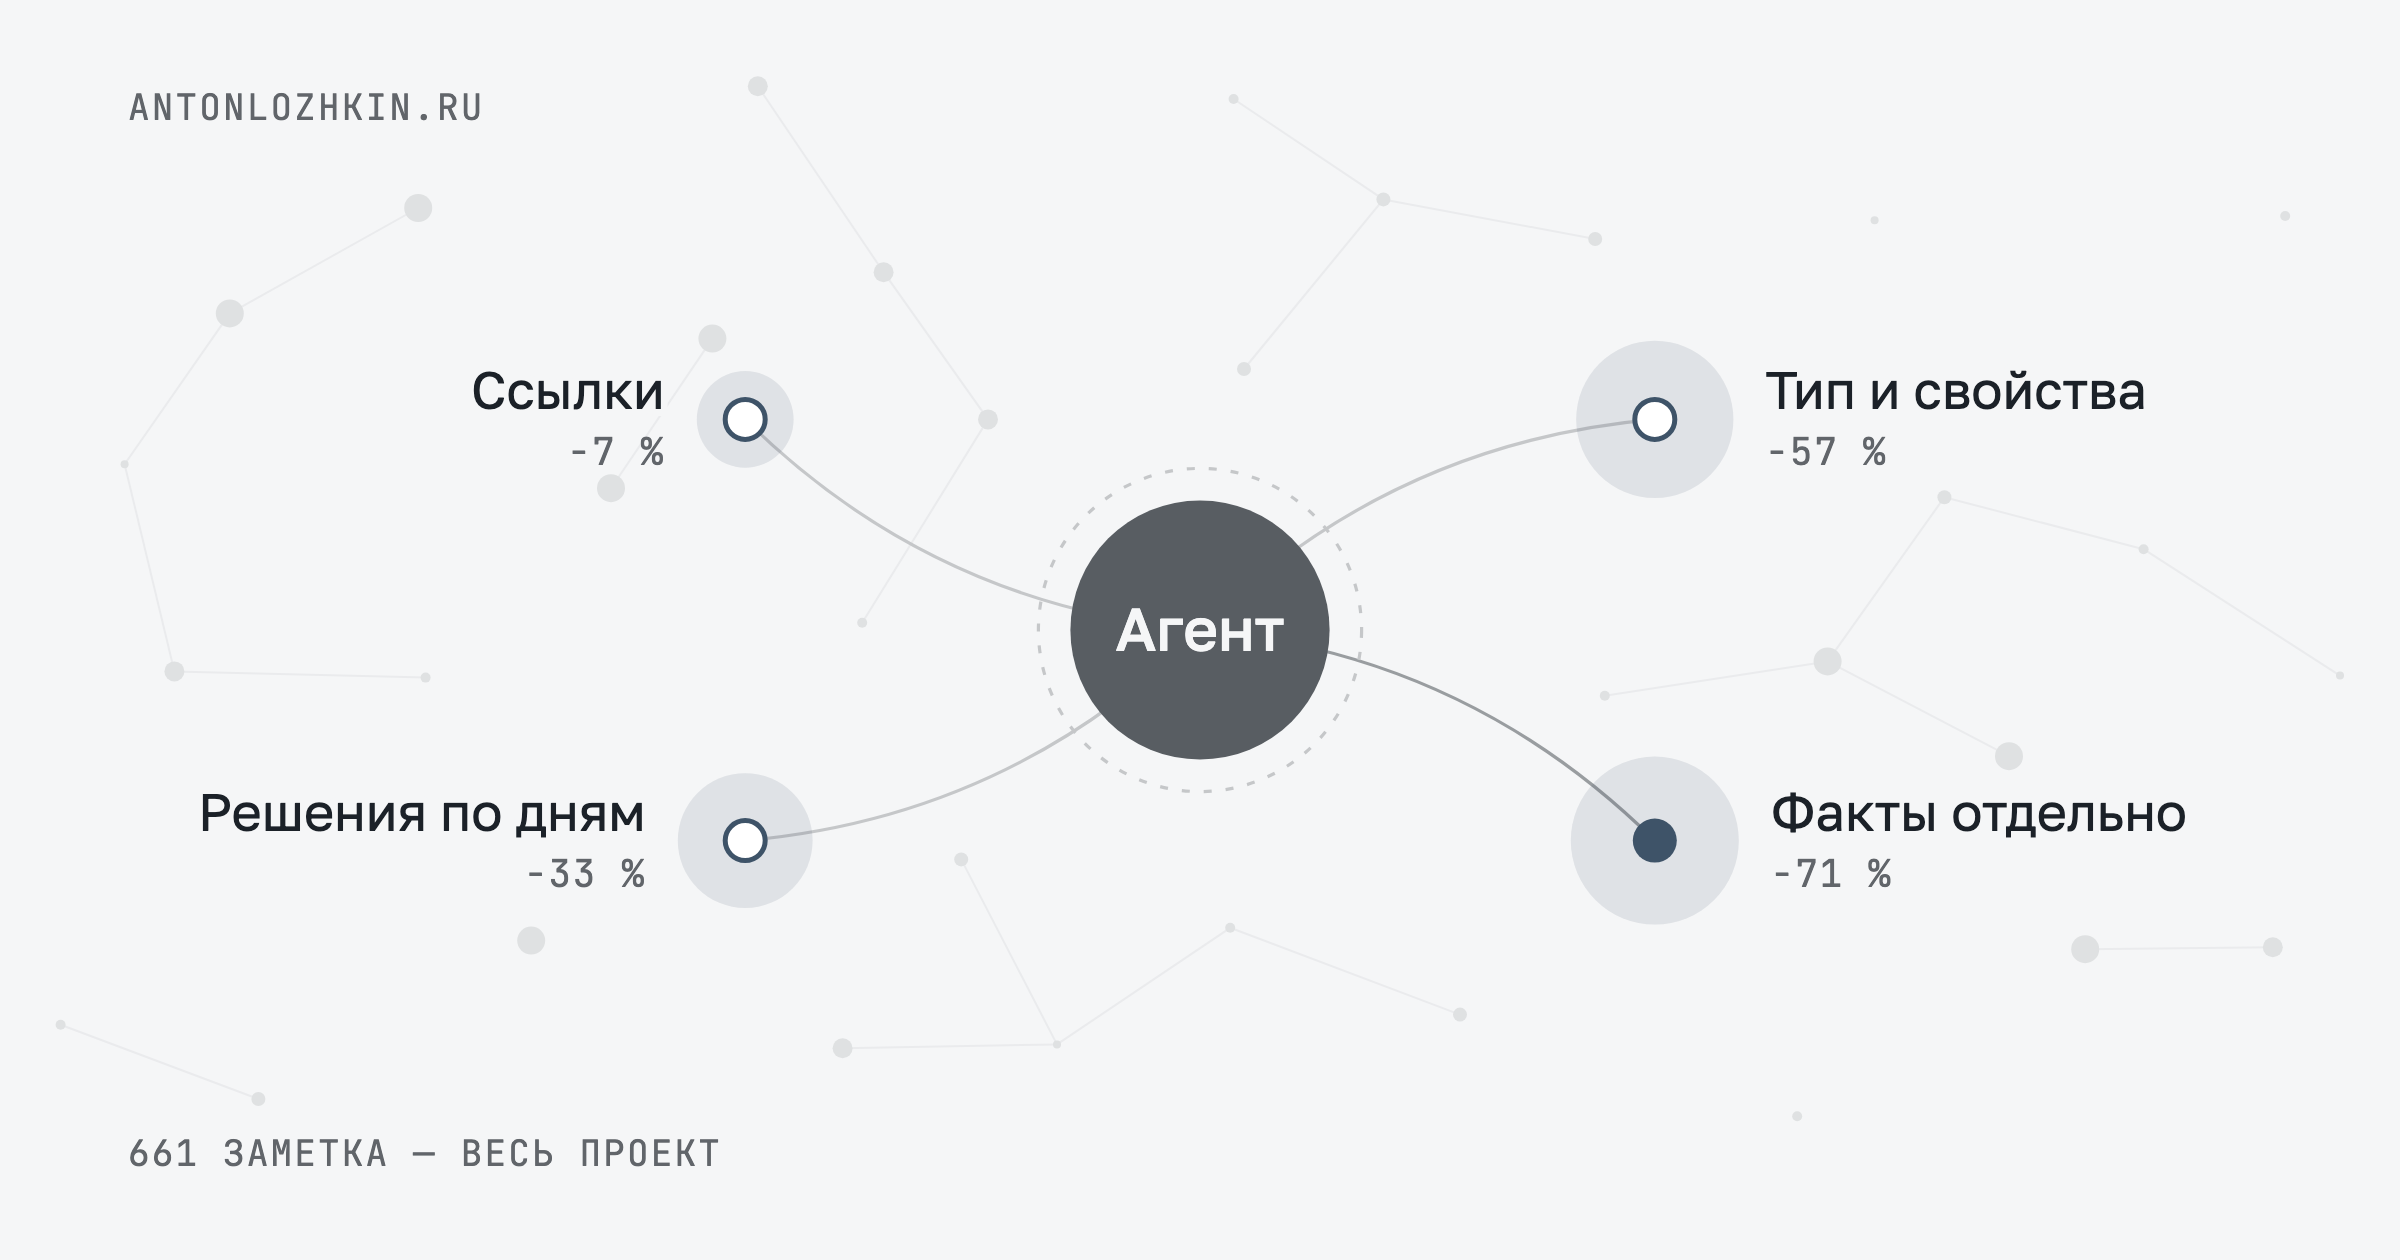 ANTONLOZHKIN.RU
Ссылки
-7 %
Тип и свойства
-57 %
Агент
Решения по дням
-33 %
Факты отдельно
-71 %
661 ЗАМЕТКА — ВЕСЬ ПРОЕКТ